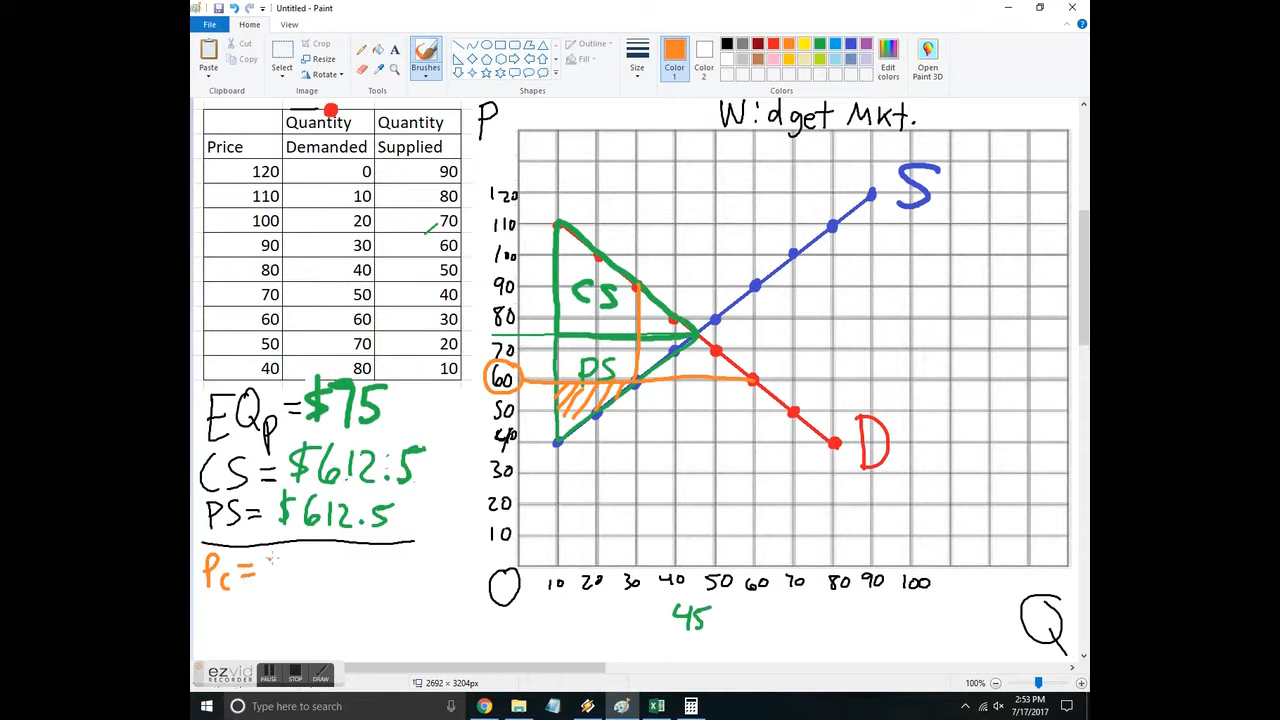 Untitled - Paint
File Home View
Paste Cut Copy Clipboard
Select Crop Resize Rotate Image
Tools
Brushes
Outline Fill Shapes
Size
Color 1 Color 2
Edit colors
Open Paint 3D
Colors
Price Quantity Demanded Quantity Supplied
120 0 90
110 10 80
100 20 70
90 30 60
80 40 50
70 50 40
60 60 30
50 70 20
40 80 10
EQp = $75
CS = $612.5
PS = $612.5
Pc =
P
Widget Mkt.
120
110
100
90
80
70
60
50
40
30
20
10
S
CS
PS
D
O 10 20 30 40 50 60 70 80 90 100
45
Q
ezvid
RECORDER
PAUSE STOP DRAW
2692 × 3204px
100%
Type here to search
2:53 PM
7/17/2017